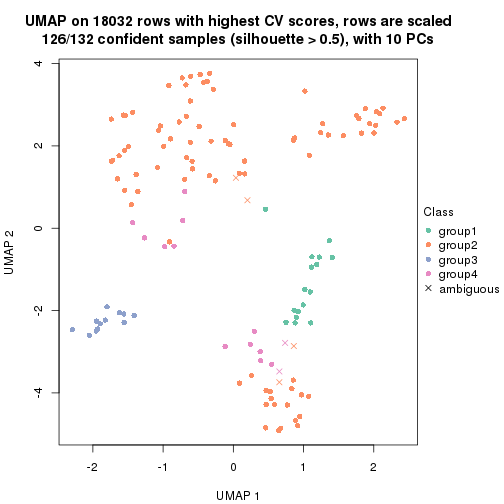 UMAP on 18032 rows with highest CV scores, rows are scaled
126/132 confident samples (silhouette > 0.5), with 10 PCs
4
2
0
-2
-4
UMAP 2
-2
-1
0
1
2
UMAP 1
Class
group1
group2
group3
group4
ambiguous